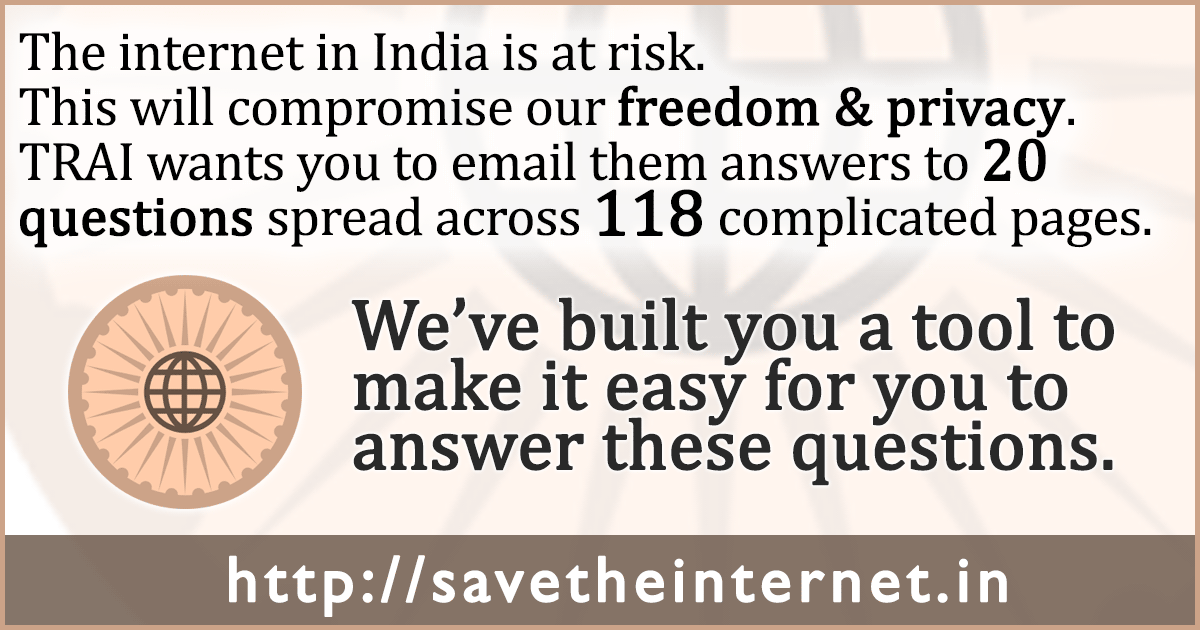 The internet in India is at risk.
This will compromise our freedom & privacy.
TRAI wants you to email them answers to 20
questions spread across 118 complicated pages.
We’ve built you a tool to
make it easy for you to
answer these questions.
http://savetheinternet.in